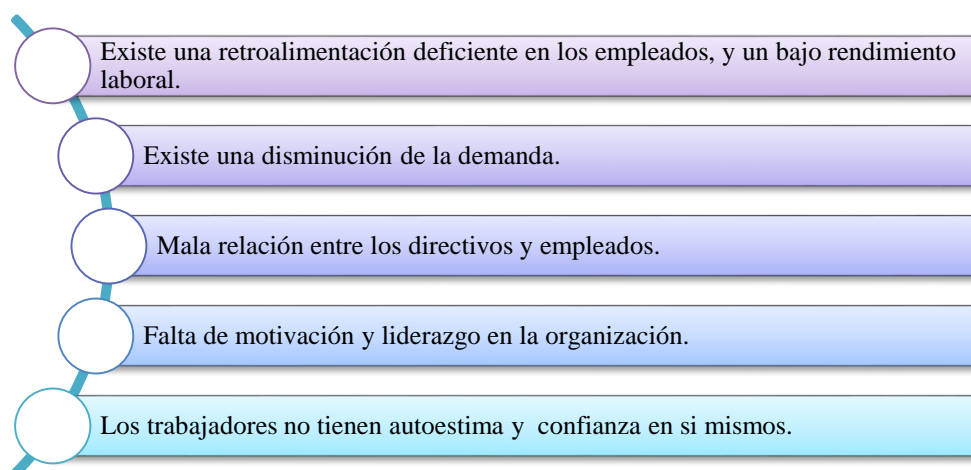 Existe una retroalimentación deficiente en los empleados, y un bajo rendimiento
laboral.
Existe una disminución de la demanda.
Mala relación entre los directivos y empleados.
Falta de motivación y liderazgo en la organización.
Los trabajadores no tienen autoestima y  confianza en si mismos.